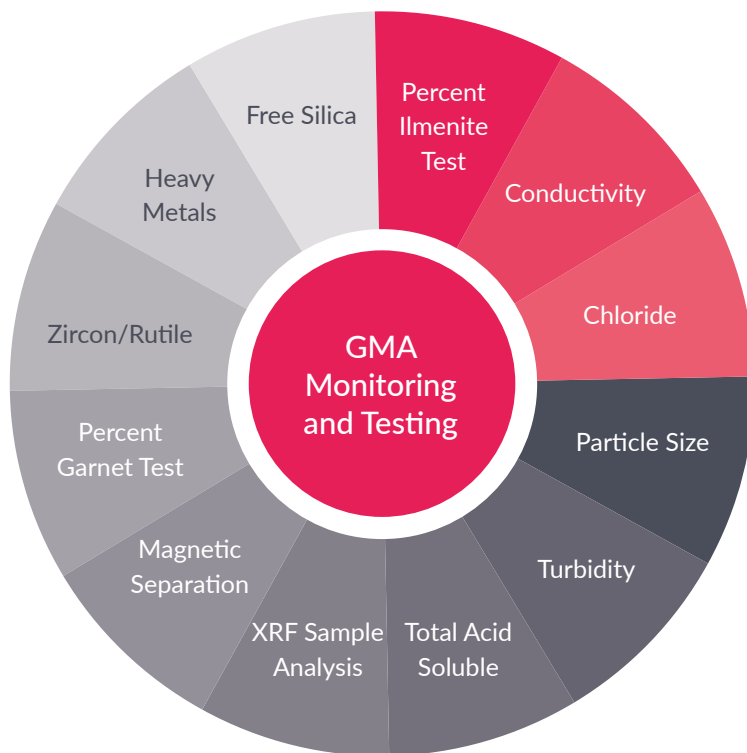 GMA
Monitoring
and Testing
Percent
Ilmenite
Test
Conductivity
Chloride
Particle Size
Turbidity
Total Acid
Soluble
XRF Sample
Analysis
Magnetic
Separation
Percent
Garnet Test
Zircon/Rutile
Heavy
Metals
Free Silica